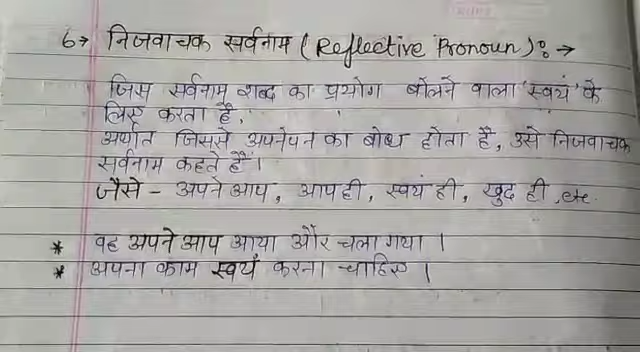 6→ निजवाचक सर्वनाम (Reflective Pronoun):→
जिस सर्वनाम शब्द का प्रयोग बोलने वाला 'स्वयं' के
लिए करता है,
अर्थात जिससे अपनेपन का बोध होता है, उसे निजवाचक
सर्वनाम कहते हैं।
जैसे - अपने आप, आप ही, स्वयं ही, खुद ही, etc.
* वह अपने आप आया और चला गया।
* अपना काम स्वयं करना चाहिए।